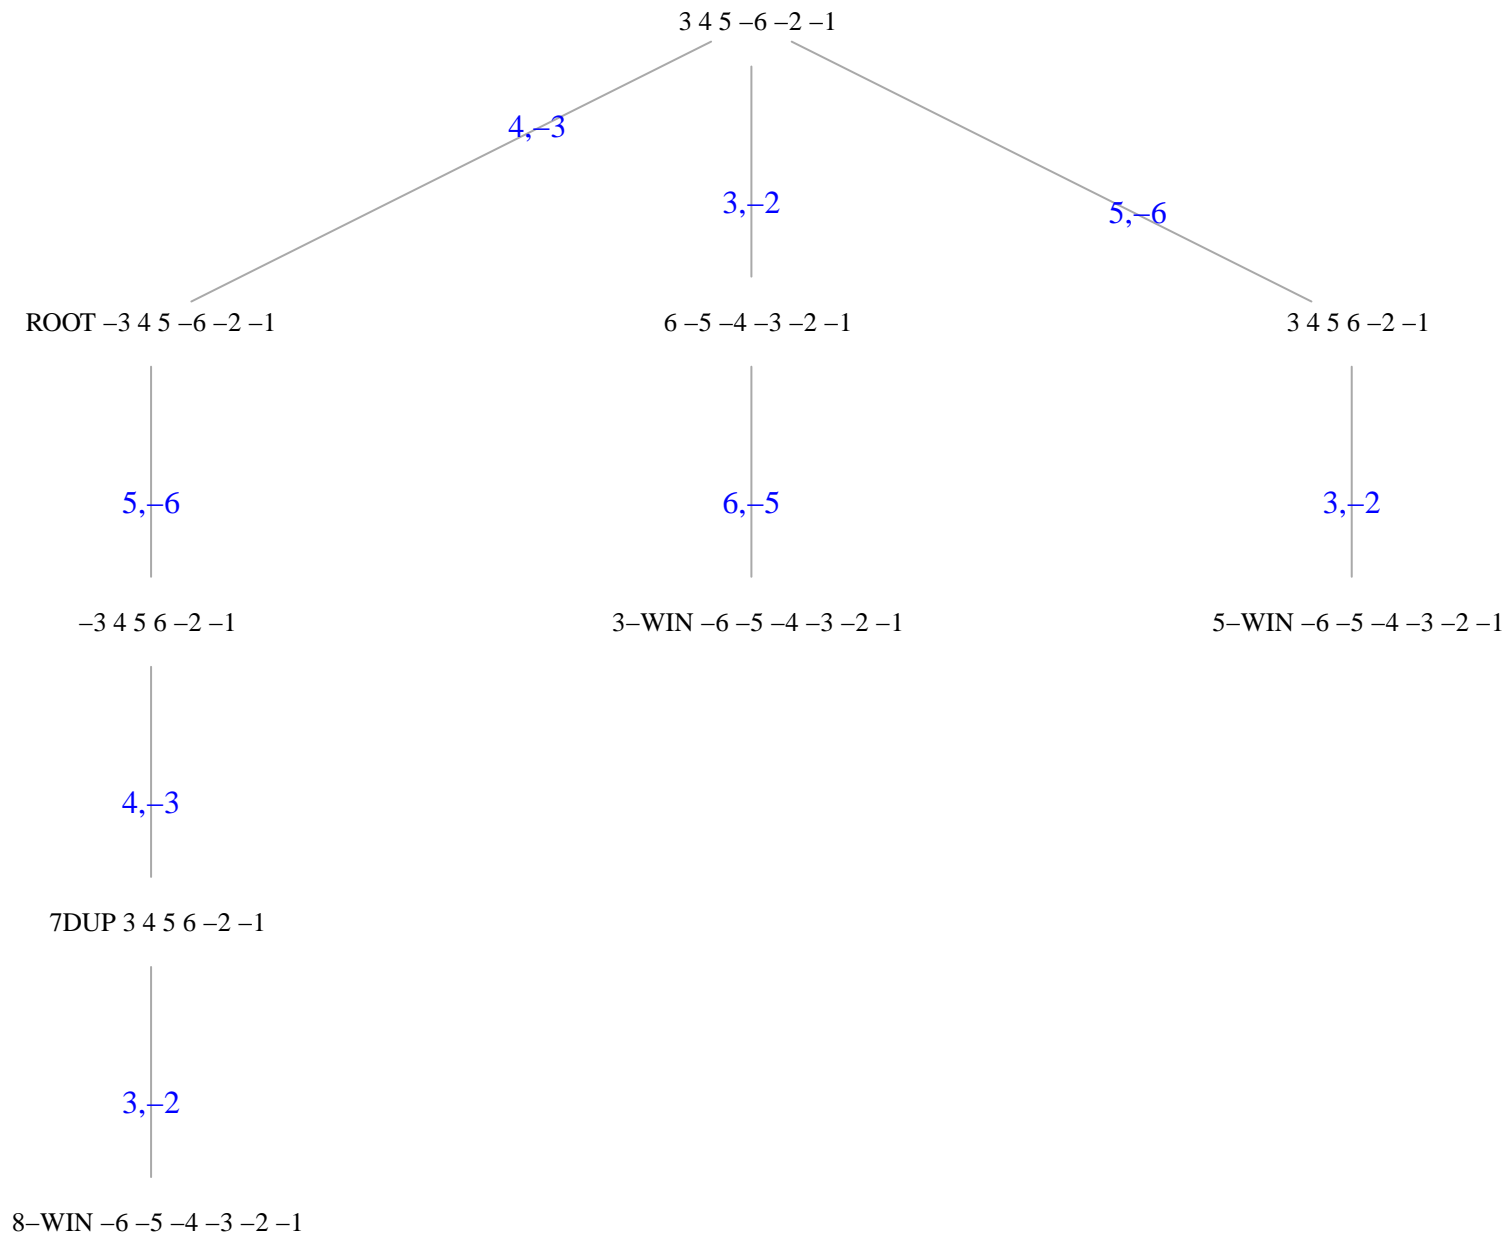 3 4 5 –6 –2 –1
4,–3
3,–2
5,–6
ROOT –3 4 5 –6 –2 –1
6 –5 –4 –3 –2 –1
3 4 5 6 –2 –1
5,–6
6,–5
3,–2
–3 4 5 6 –2 –1
3–WIN –6 –5 –4 –3 –2 –1
5–WIN –6 –5 –4 –3 –2 –1
4,–3
7DUP 3 4 5 6 –2 –1
3,–2
8–WIN –6 –5 –4 –3 –2 –1